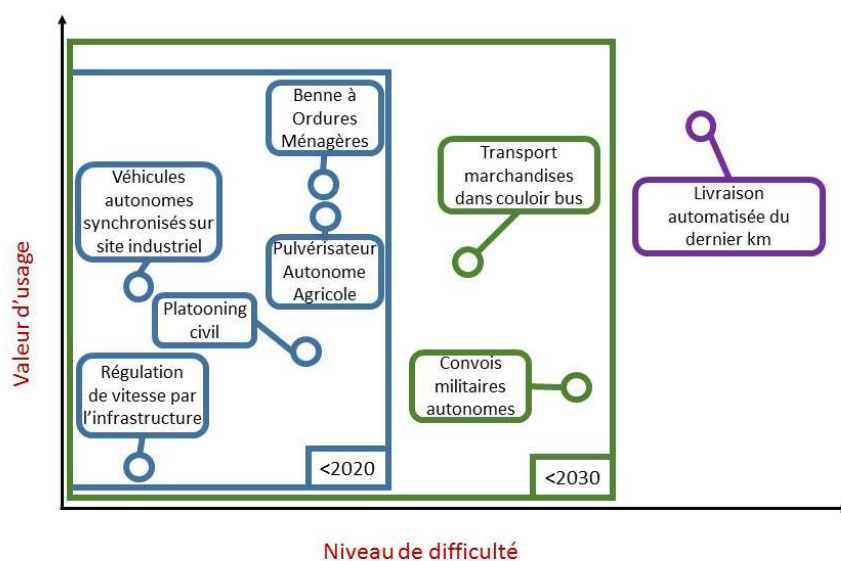 Valeur d’usage
Benne à
Ordures
Ménagères
Véhicules
autonomes
synchronisés sur
site industriel
Transport
marchandises
dans couloir bus
Livraison
automatisée du
dernier km
Pulvérisateur
Autonome
Agricole
Platooning
civil
Régulation
de vitesse par
l’infrastructure
Convois
militaires
autonomes
<2020
<2030
Niveau de difficulté